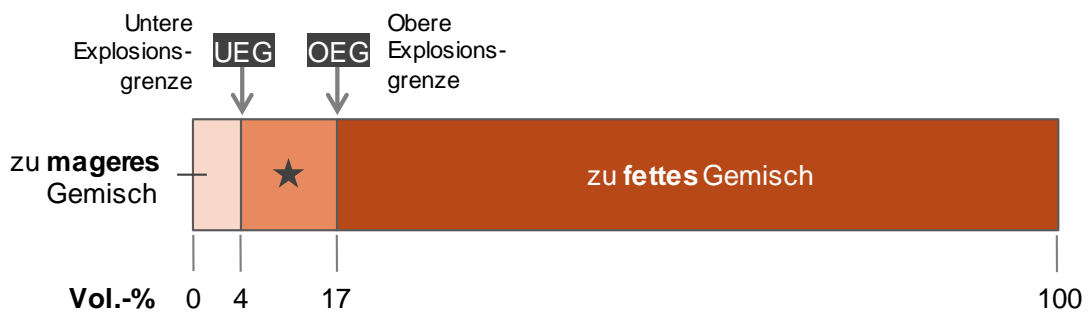 Untere
Explosions-
grenze
UEG
OEG
Obere
Explosions-
grenze
zu mageres
Gemisch
zu fettes Gemisch
Vol.-% 0 4 17 100